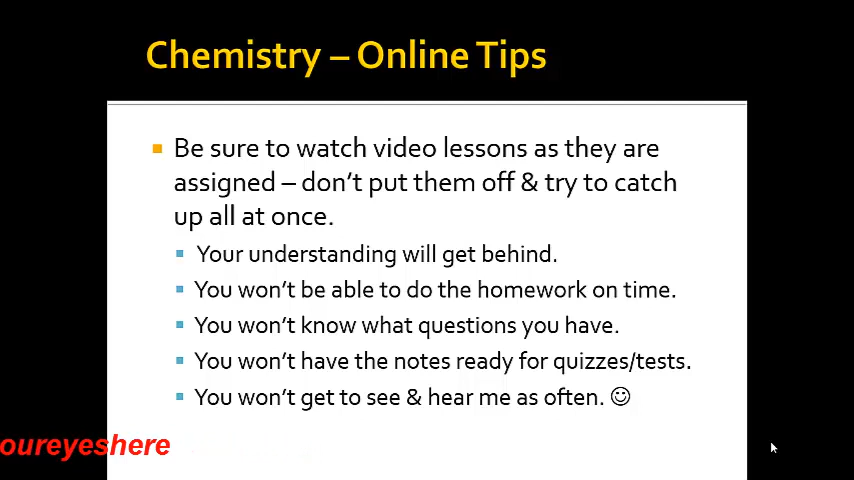 Chemistry – Online Tips
Be sure to watch video lessons as they are
assigned – don't put them off & try to catch
up all at once.
Your understanding will get behind.
You won't be able to do the homework on time.
You won't know what questions you have.
You won't have the notes ready for quizzes/tests.
You won't get to see & hear me as often. ☺
oureyeshere